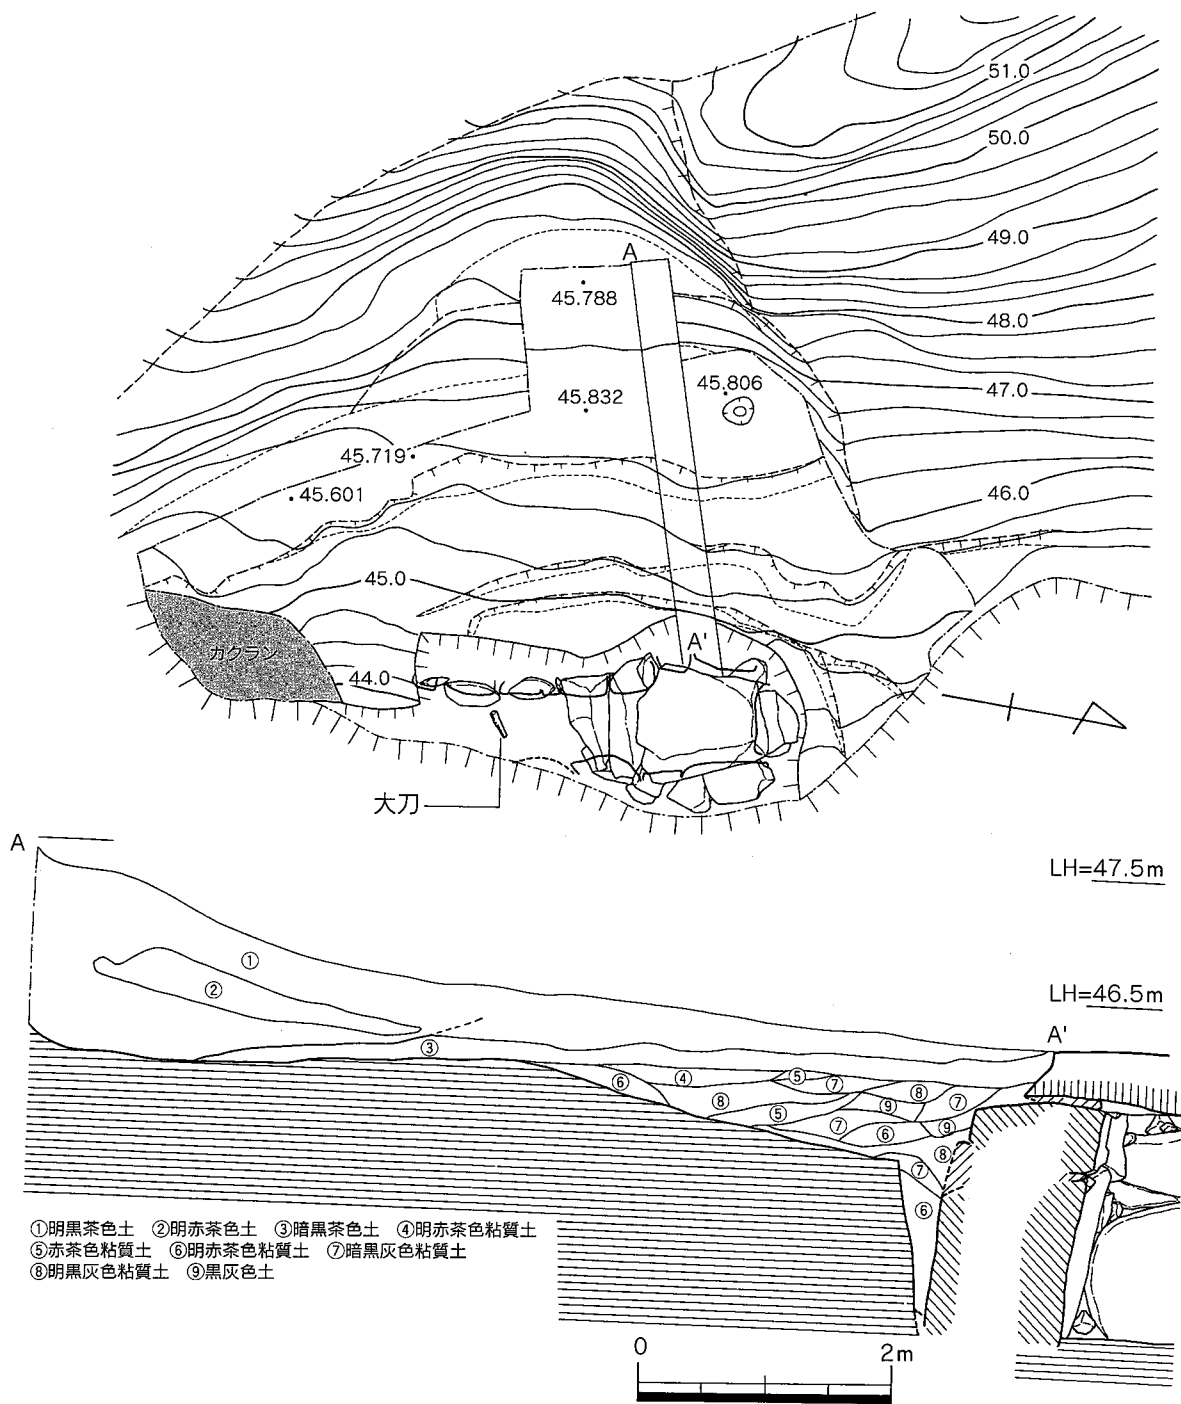 51.0
50.0
49.0
A
45.788
48.0
47.0
45.806
45.832
45.719
45.601
46.0
45.0
カクラン
A'
44.0
大刀
A
LH=47.5m
①
②
LH=46.5m
A'
③
④
⑤
⑦
⑥
⑧
⑧
⑦
⑤
⑨
⑦
⑥
⑨
⑧
⑦
⑥
①明黒茶色土 ②明赤茶色土 ③暗黒茶色土 ④明赤茶色粘質土
⑤赤茶色粘質土 ⑥明赤茶色粘質土 ⑦暗黒灰色粘質土
⑧明黒灰色粘質土 ⑨黒灰色土
0 2m